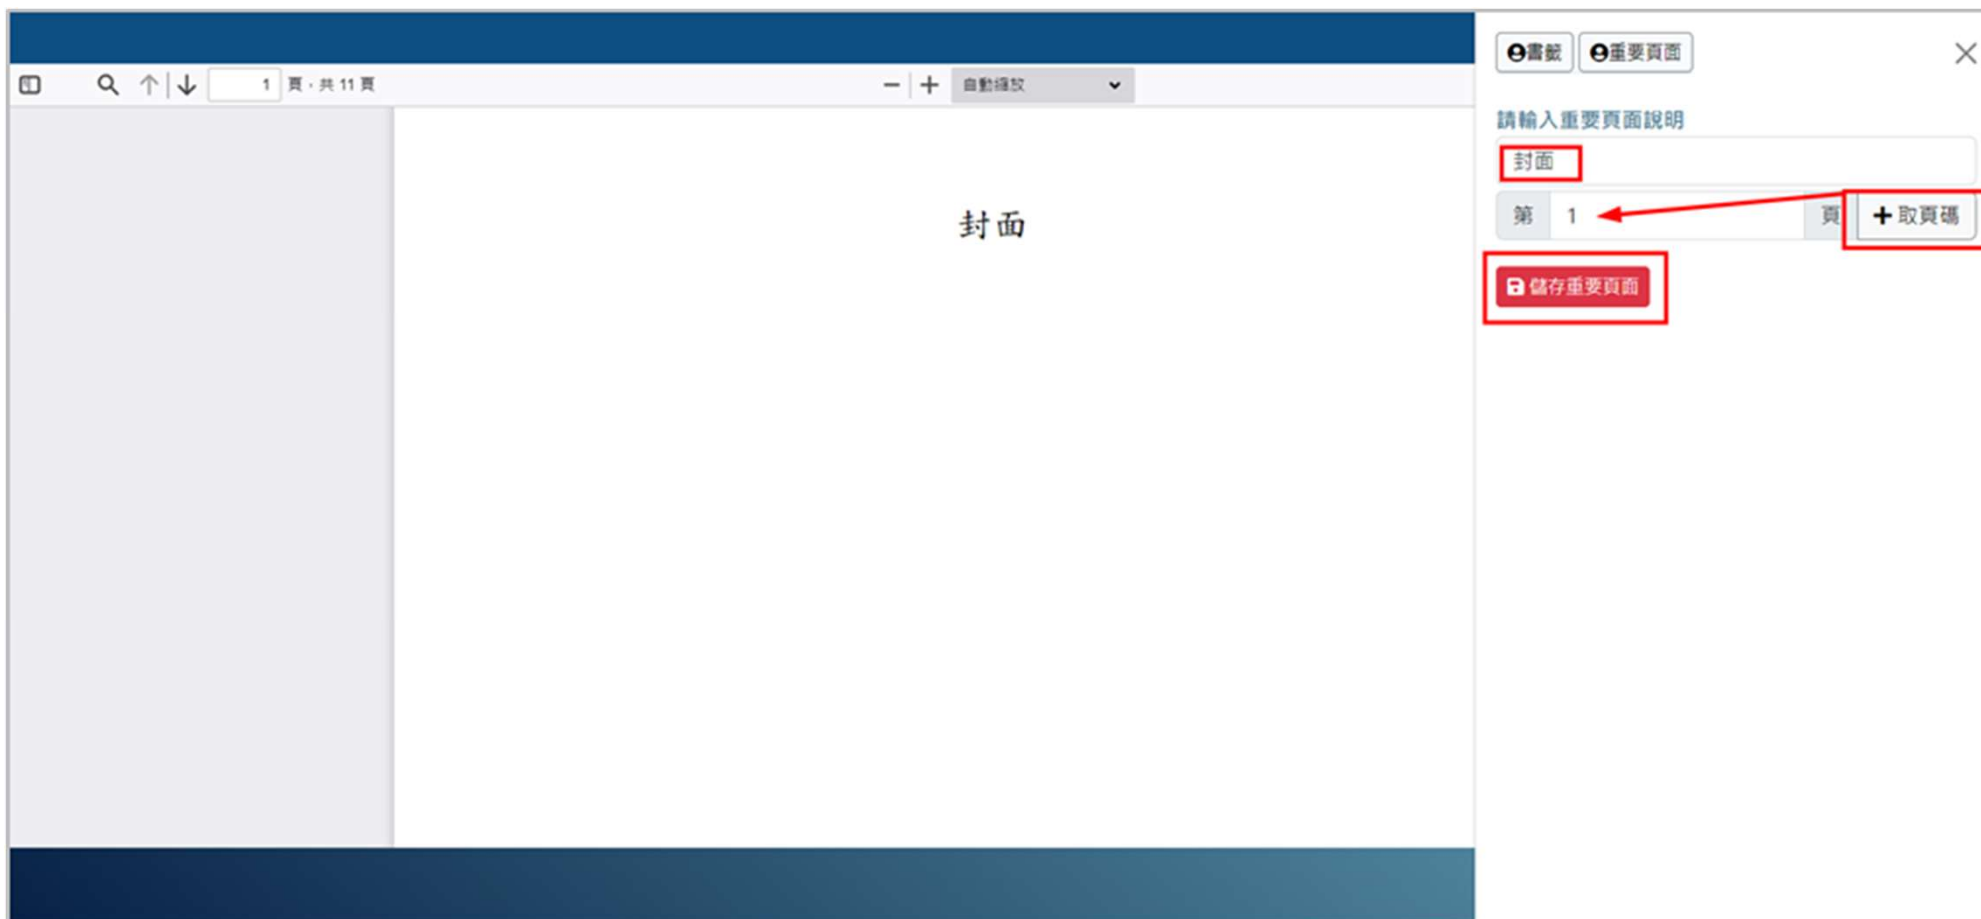 書籤 重要頁面
1 頁，共 11 頁
自動縮放
請輸入重要頁面說明
封面
第 1 頁 取頁碼
儲存重要頁面
封面